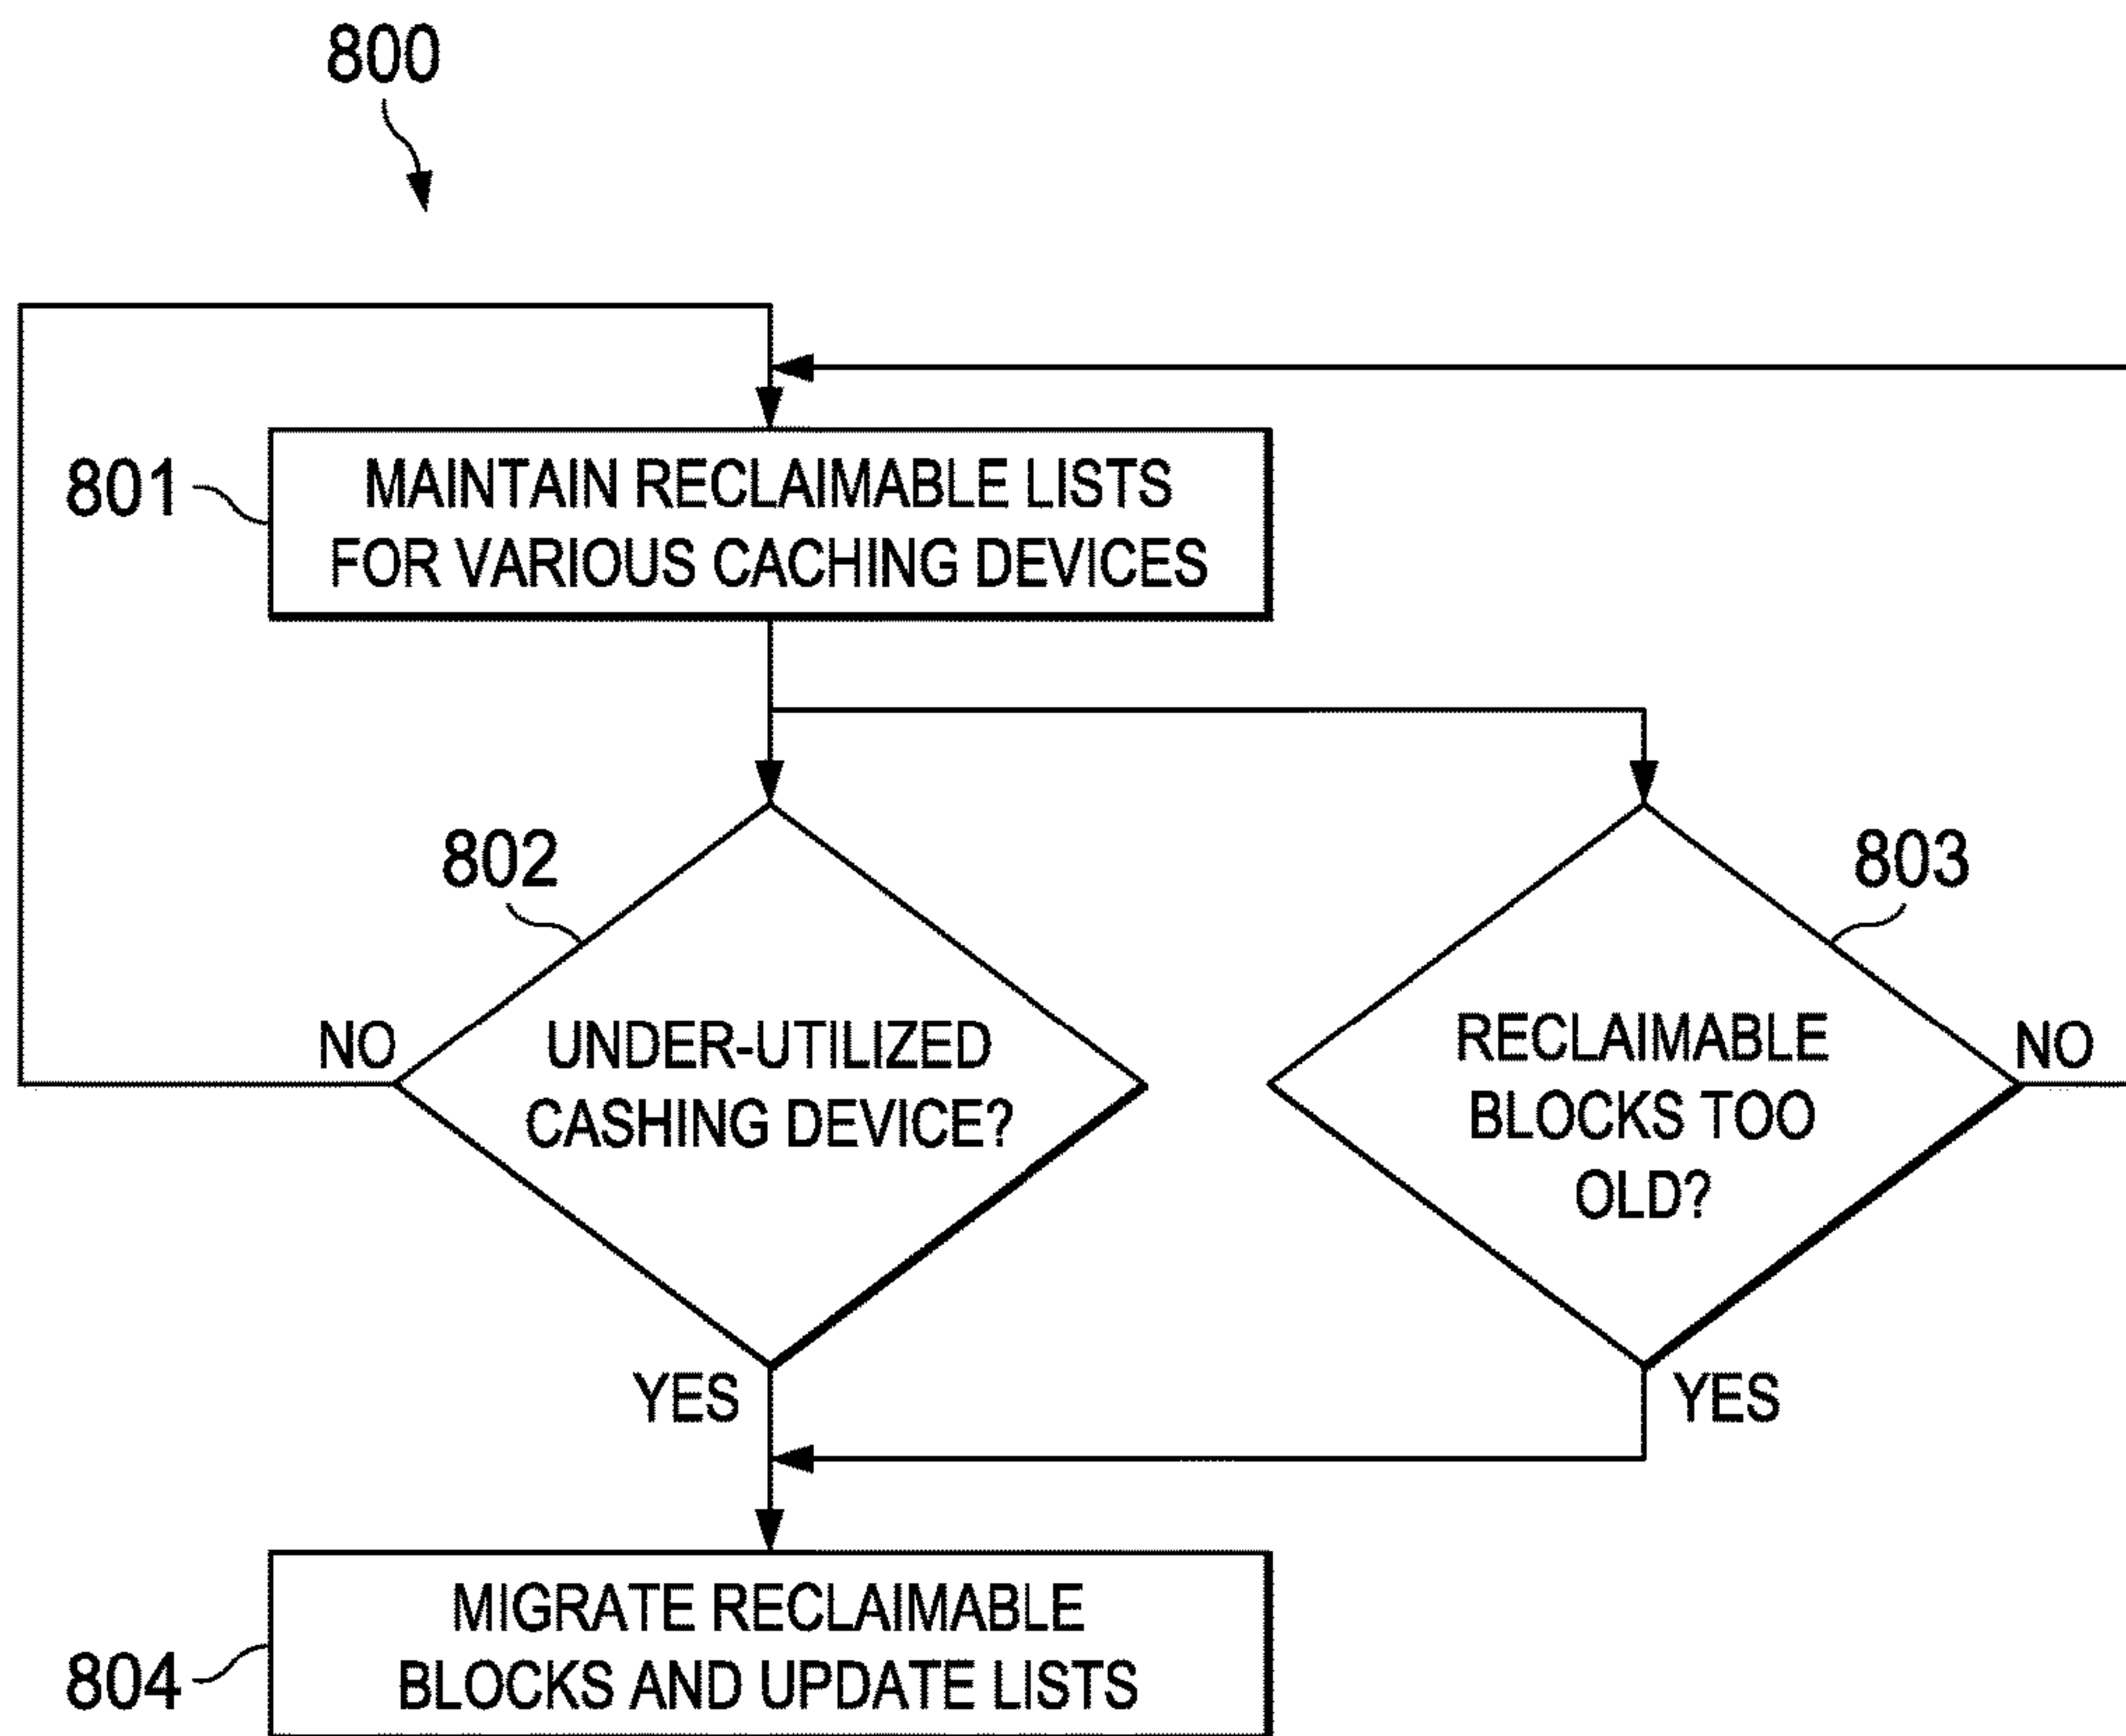 800
801
MAINTAIN RECLAIMABLE LISTS
FOR VARIOUS CACHING DEVICES
802
803
NO
UNDER-UTILIZED
CASHING DEVICE?
RECLAIMABLE
BLOCKS TOO
OLD?
NO
YES
YES
804
MIGRATE RECLAIMABLE
BLOCKS AND UPDATE LISTS